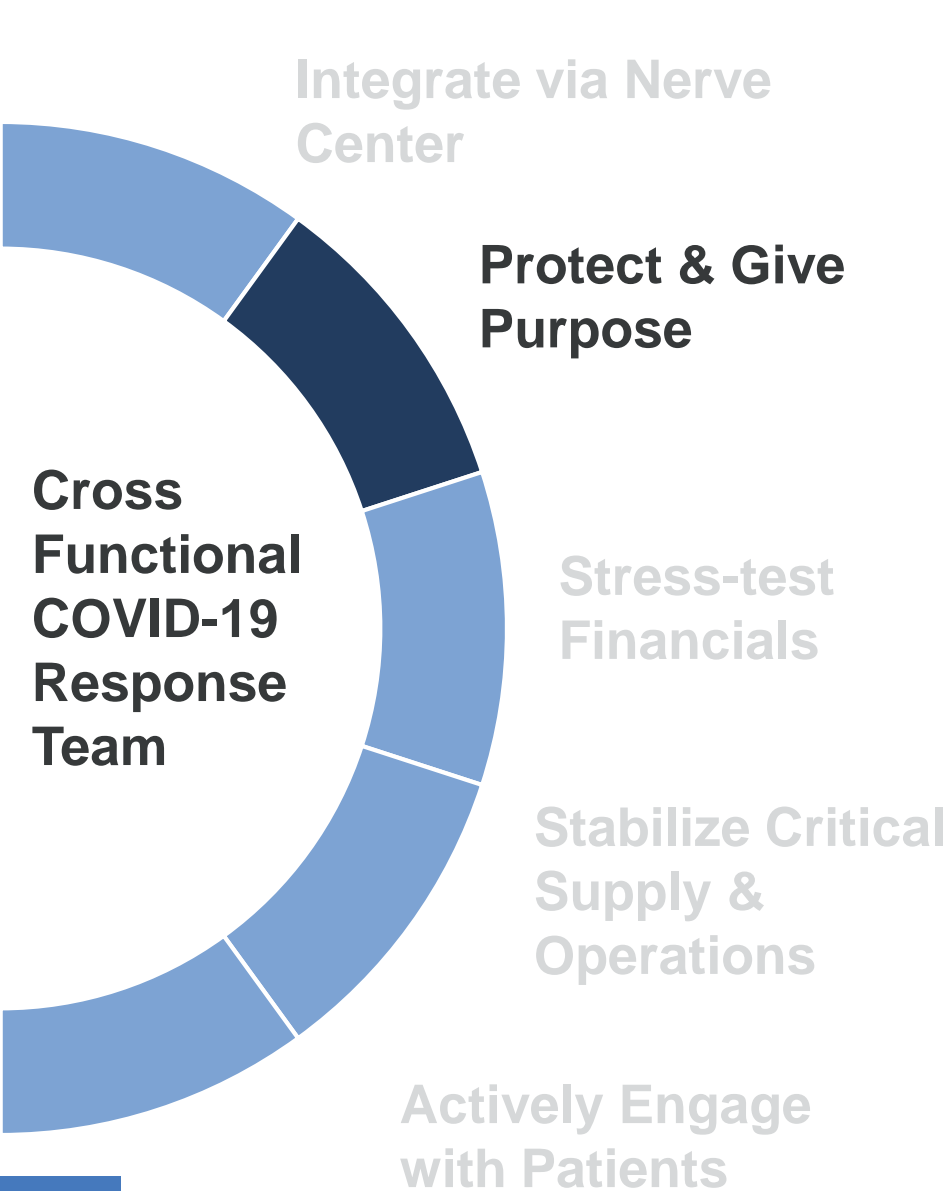 Integrate via Nerve
Center
Protect & Give
Purpose
Cross
Functional
COVID-19
Response
Team
Stress-test
Financials
Stabilize Critical
Supply &
Operations
Actively Engage
with Patients